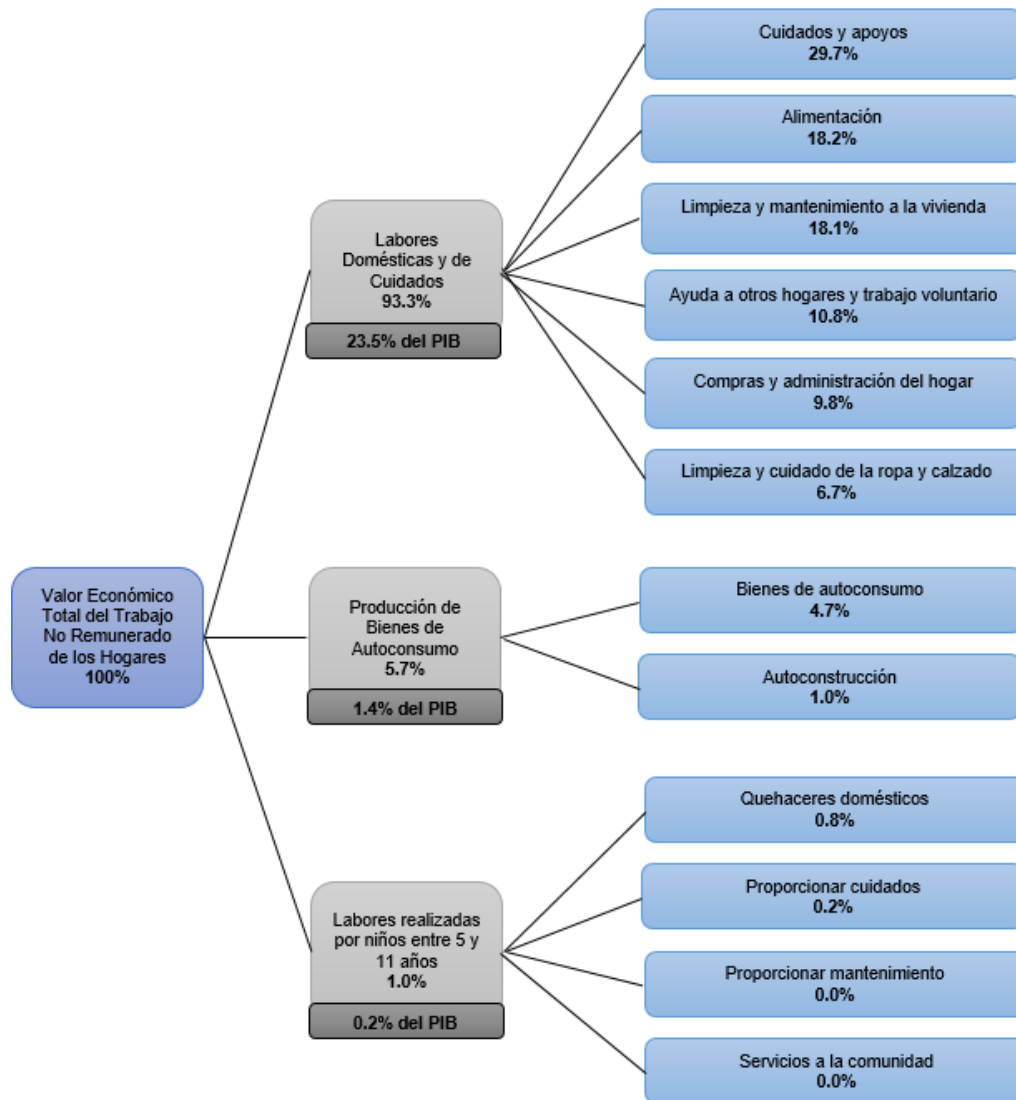 Valor Económico
Total del Trabajo
No Remunerado
de los Hogares
100%
Labores
Domésticas y de
Cuidados
93.3%
23.5% del PIB
Cuidados y apoyos
29.7%
Alimentación
18.2%
Limpieza y mantenimiento a la vivienda
18.1%
Ayuda a otros hogares y trabajo voluntario
10.8%
Compras y administración del hogar
9.8%
Limpieza y cuidado de la ropa y calzado
6.7%
Producción de
Bienes de
Autoconsumo
5.7%
1.4% del PIB
Bienes de autoconsumo
4.7%
Autoconstrucción
1.0%
Labores realizadas
por niños entre 5 y
11 años
1.0%
0.2% del PIB
Quehaceres domésticos
0.8%
Proporcionar cuidados
0.2%
Proporcionar mantenimiento
0.0%
Servicios a la comunidad
0.0%